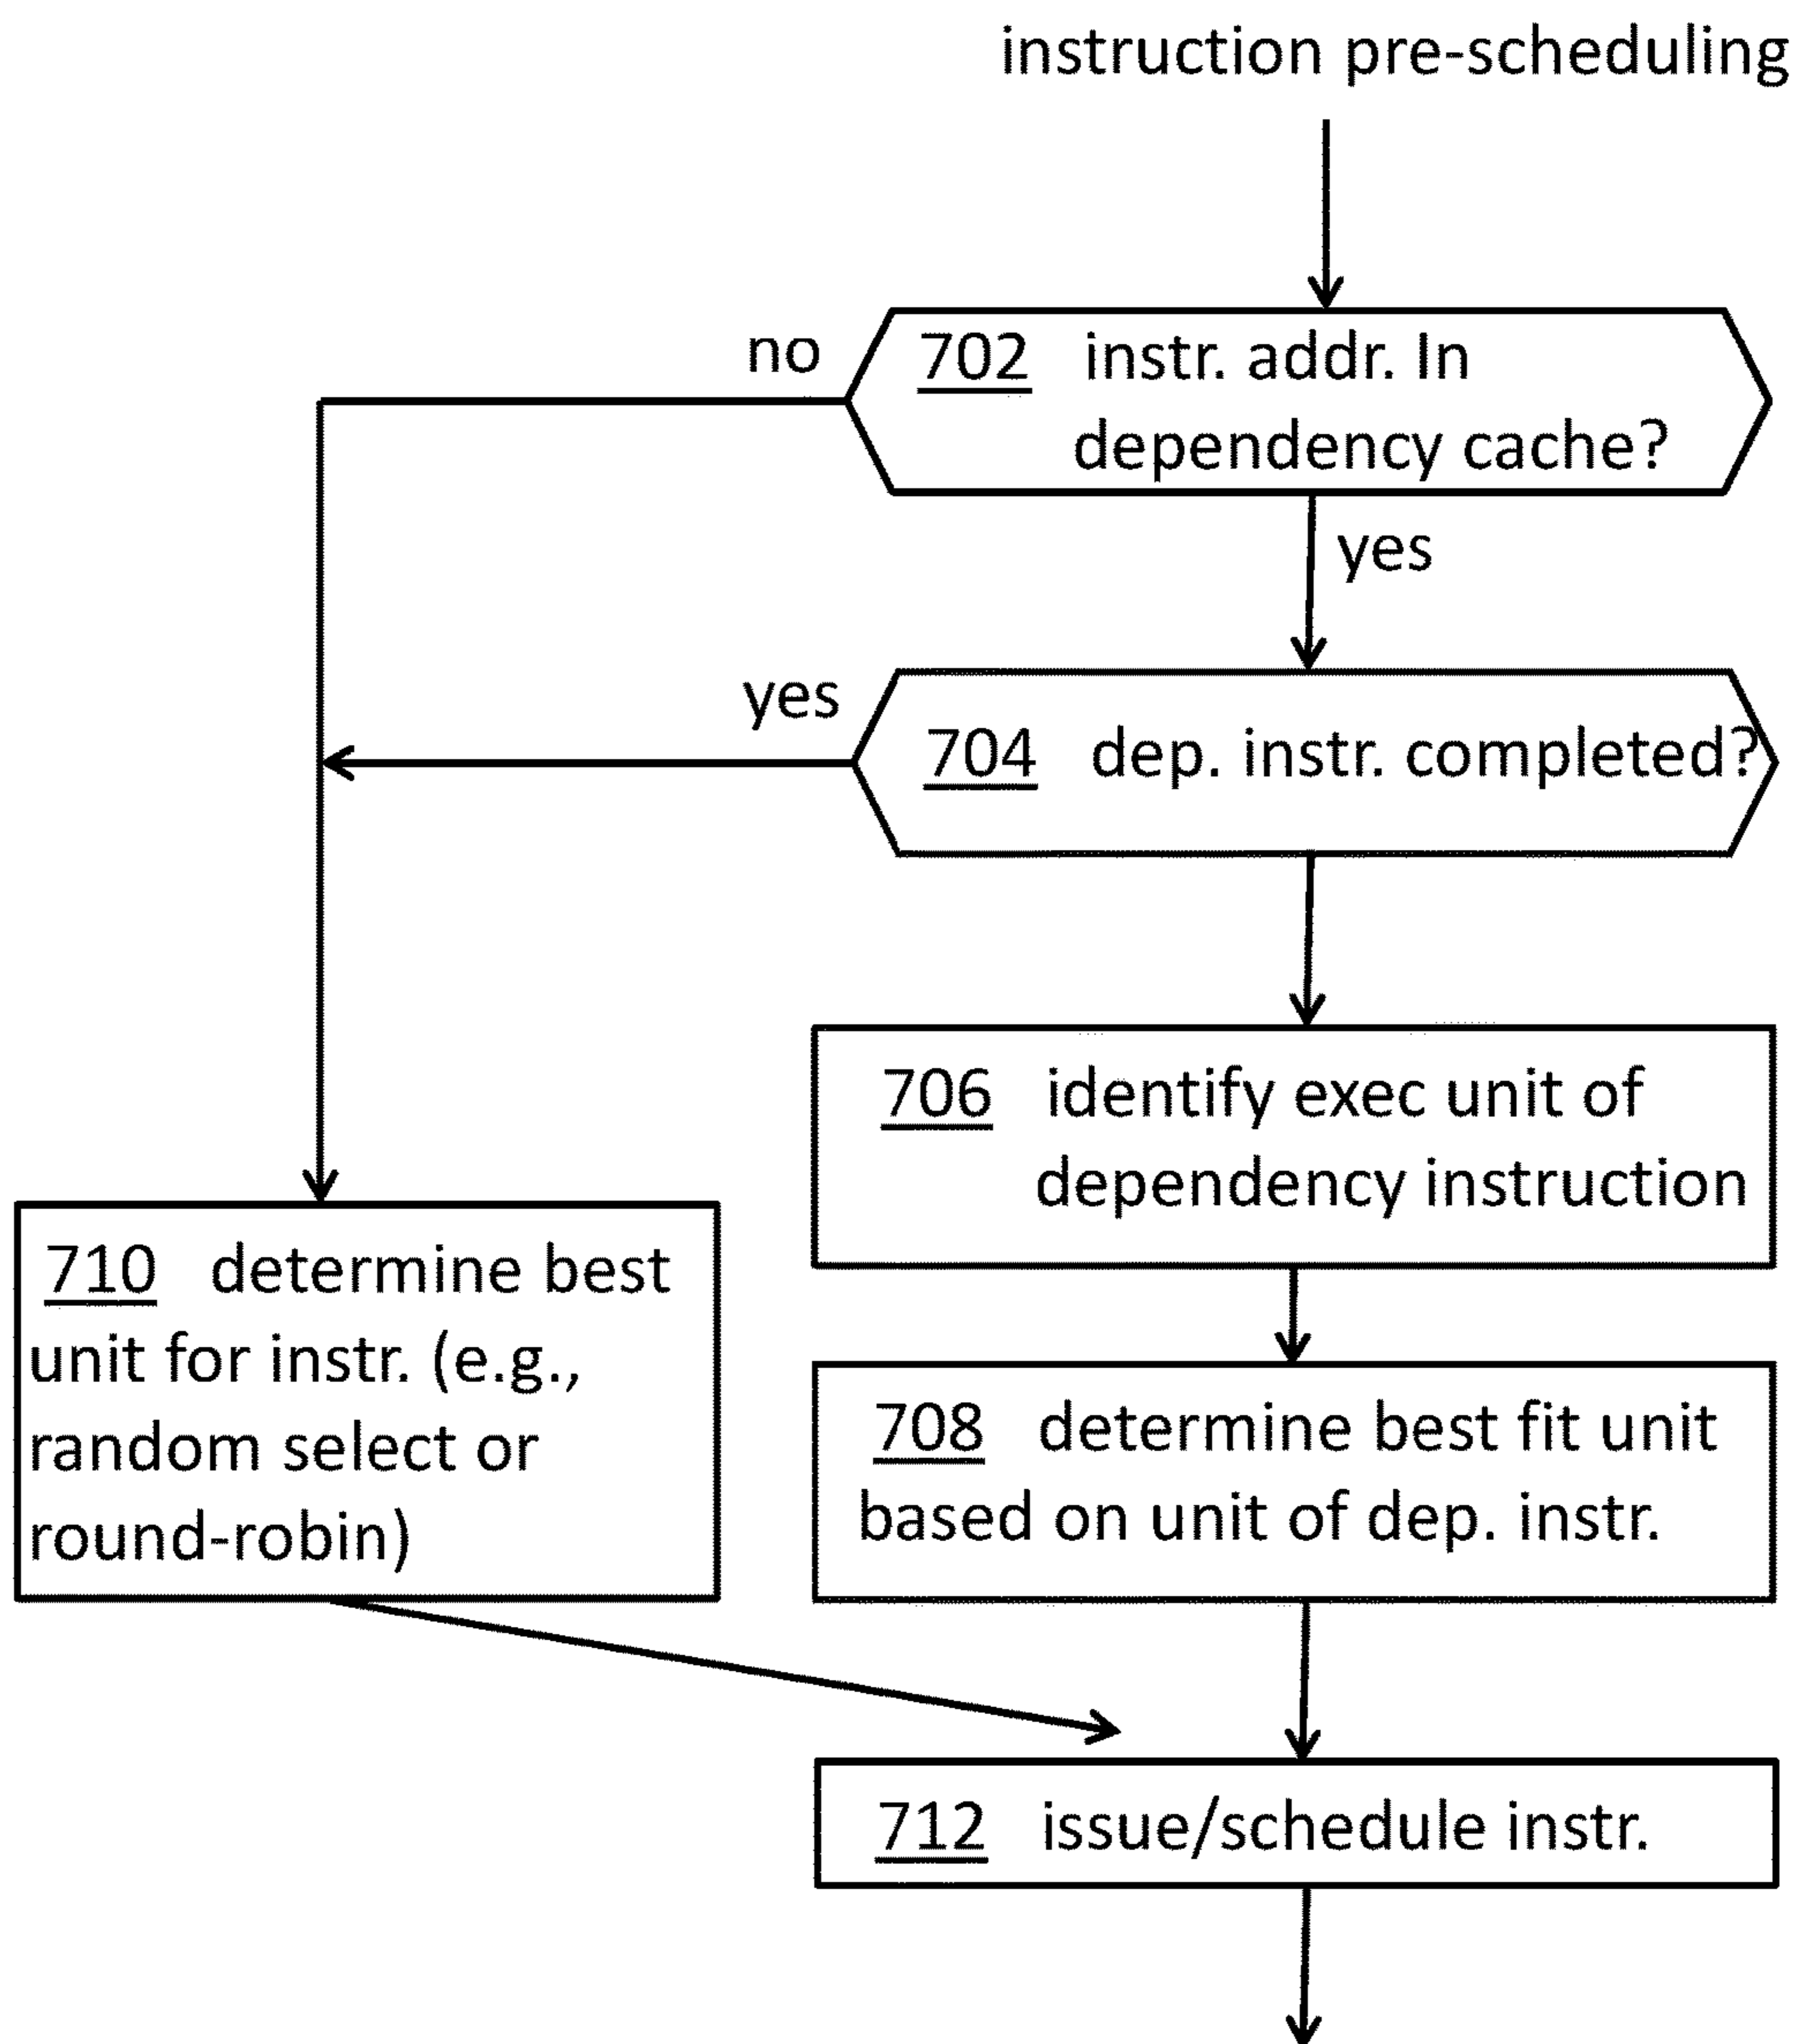 instruction pre-scheduling
no
702 instr. addr. In
dependency cache?
yes
yes
704 dep. instr. completed?
706 identify exec unit of
dependency instruction
710 determine best
unit for instr. (e.g.,
random select or
round-robin)
708 determine best fit unit
based on unit of dep. instr.
712 issue/schedule instr.